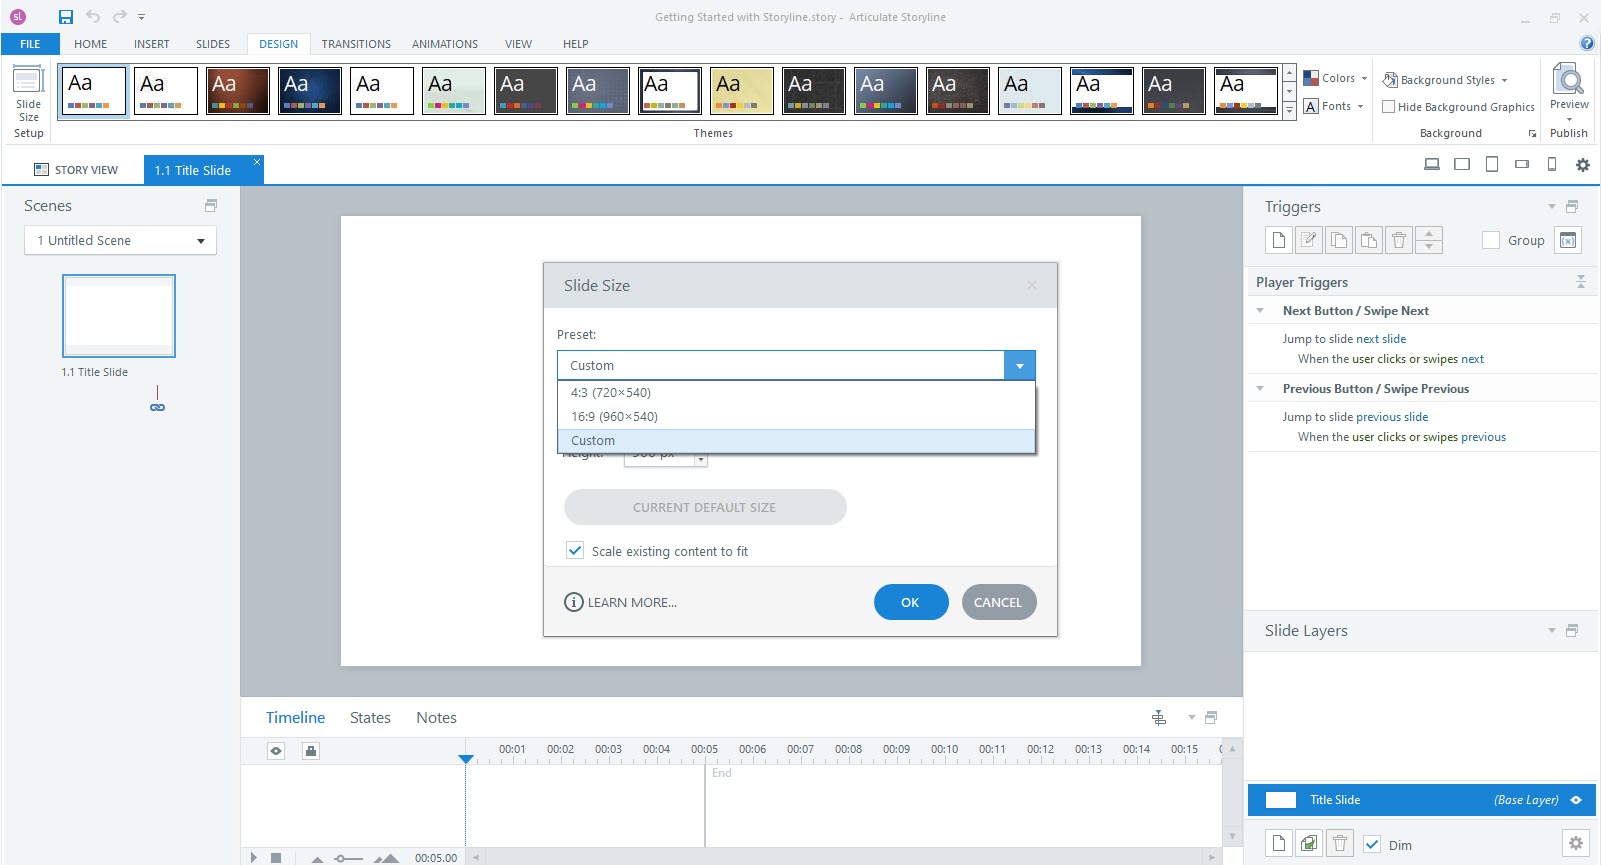 sl
Getting Started with Storyline.story - Articulate Storyline
FILE HOME INSERT SLIDES DESIGN TRANSITIONS ANIMATIONS VIEW HELP
?
Aa Aa Aa Aa Aa Aa Aa Aa Aa Aa Aa Aa Aa Aa Aa Aa Aa
Colors
Fonts
A
Background Styles
Hide Background Graphics
Slide
Size
Preview
Setup
Themes
Background
Publish
STORY VIEW
1.1 Title Slide
Scenes
1 Untitled Scene
1.1 Title Slide
Slide Size
Preset:
Custom
4:3 (720×540)
16:9 (960×540)
Custom
CURRENT DEFAULT SIZE
Scale existing content to fit
LEARN MORE...
OK
CANCEL
Triggers
Group
(x)
Player Triggers
Next Button / Swipe Next
Jump to slide next slide
When the user clicks or swipes next
Previous Button / Swipe Previous
Jump to slide previous slide
When the user clicks or swipes previous
Slide Layers
Title Slide (Base Layer)
Dim
Timeline States Notes
00:01 00:02 00:03 00:04 00:05 00:06 00:07 00:08 00:09 00:10 00:11 00:12 00:13 00:14 00:15
End
00:05.00